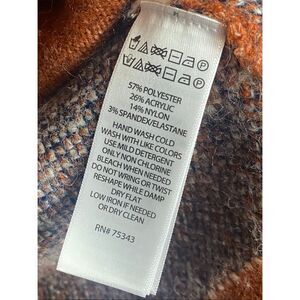 57% POLYESTER
26% ACRYLIC
14% NYLON
3% SPANDEX/ELASTANE
HAND WASH COLD
WASH WITH LIKE COLORS
USE MILD DETERGENT
ONLY NON CHLORINE
BLEACH WHEN NEEDED
DO NOT WRING OR TWIST
RESHAPE WHILE DAMP
DRY FLAT
LOW IRON IF NEEDED
OR DRY CLEAN
RN# 75343